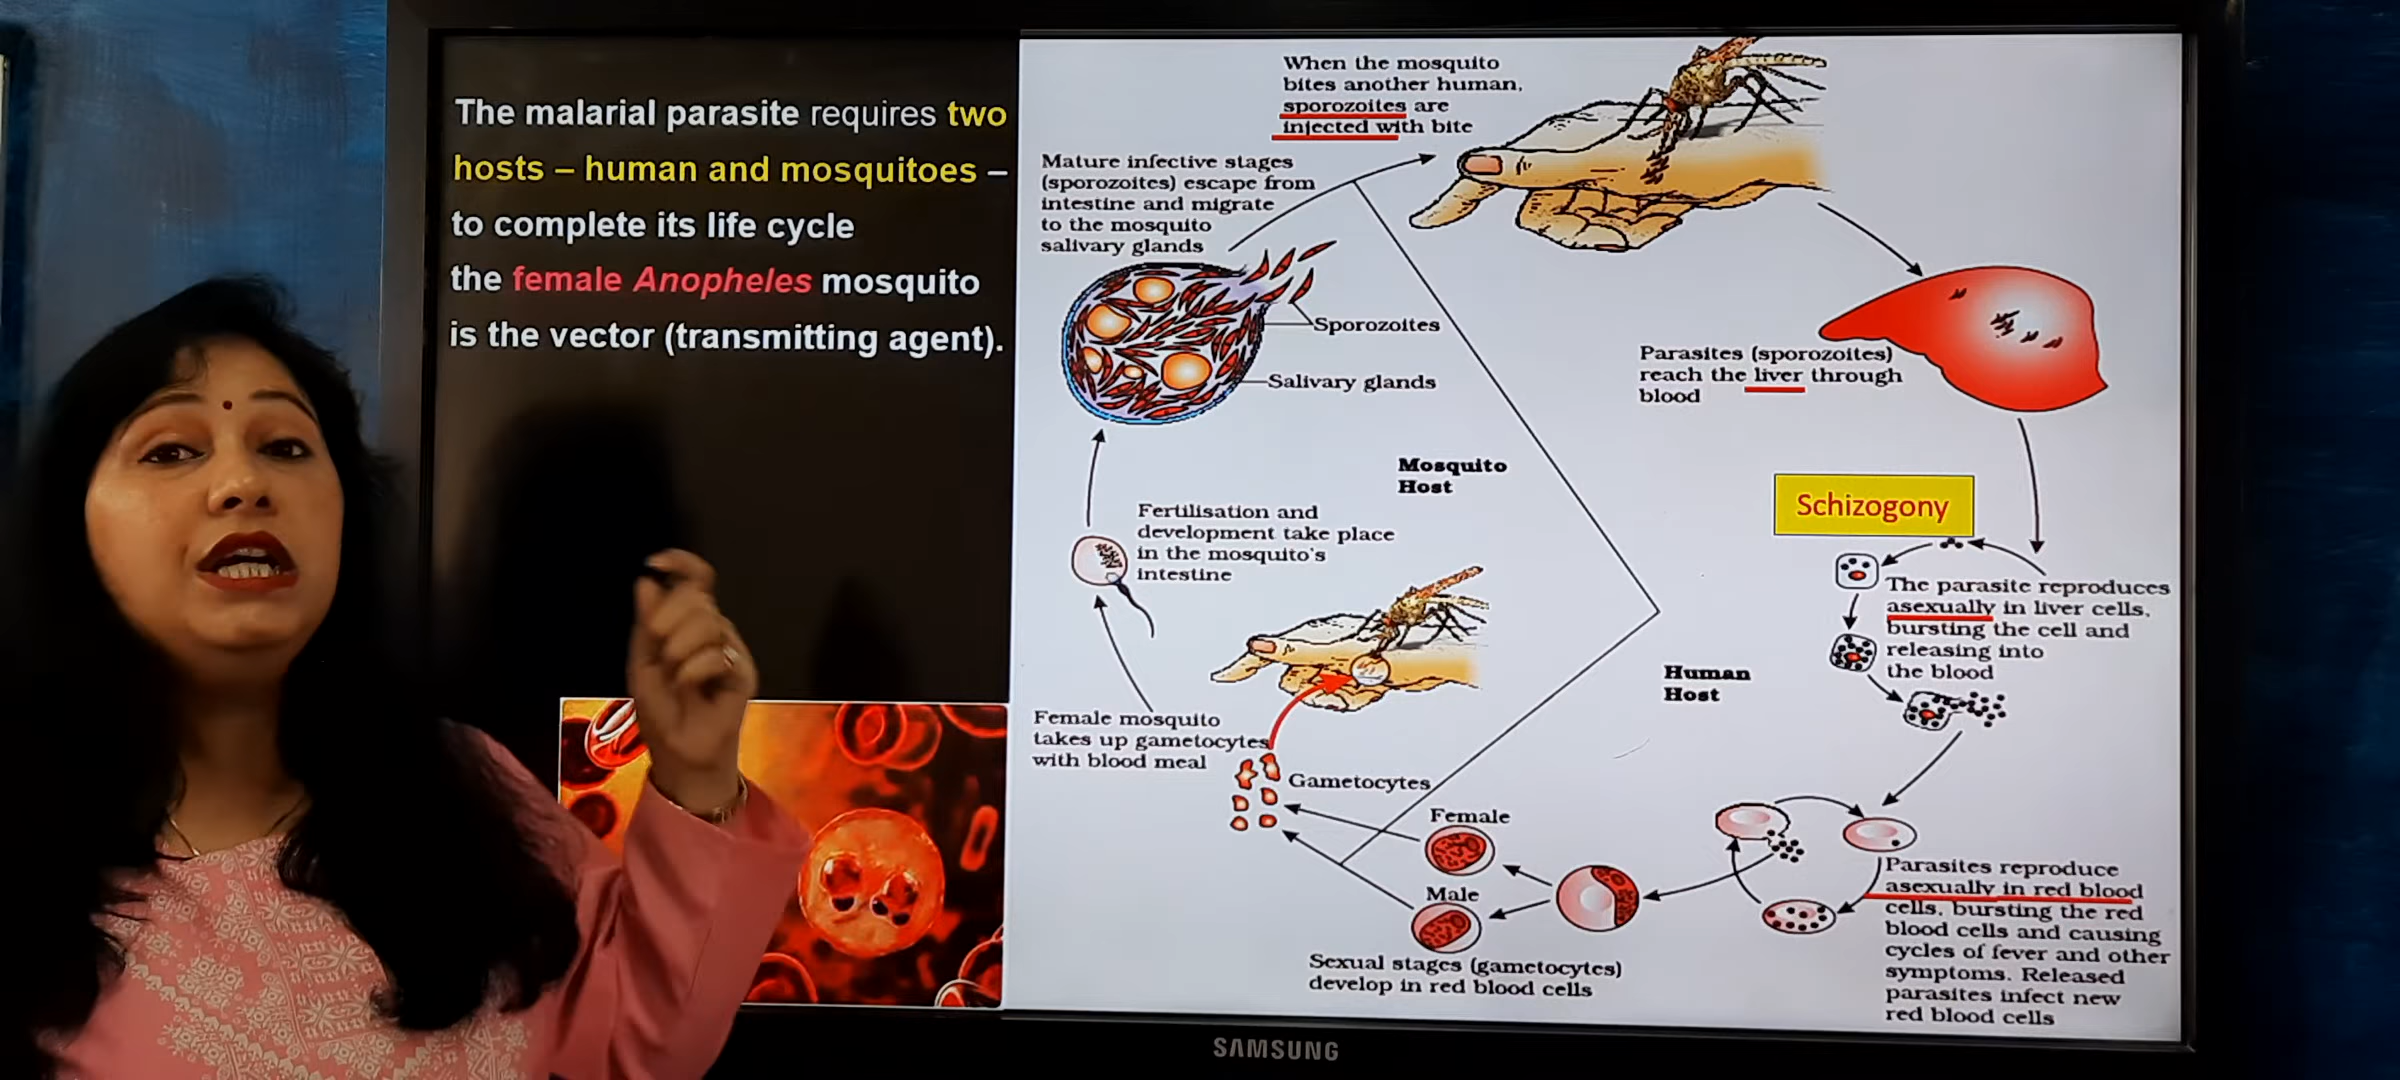 The malarial parasite requires two
hosts – human and mosquitoes –
to complete its life cycle
the female Anopheles mosquito
is the vector (transmitting agent).
When the mosquito
bites another human,
sporozoites are
injected with bite
Mature infective stages
(sporozoites) escape from
intestine and migrate
to the mosquito
salivary glands
Sporozoites
Salivary glands
Parasites (sporozoites)
reach the liver through
blood
Mosquito
Host
Schizogony
Fertilisation and
development take place
in the mosquito's
intestine
The parasite reproduces
asexually in liver cells,
bursting the cell and
releasing into
the blood
Human
Host
Female mosquito
takes up gametocytes
with blood meal
Gametocytes
Female
Male
Sexual stages (gametocytes)
develop in red blood cells
Parasites reproduce
asexually in red blood
cells, bursting the red
blood cells and causing
cycles of fever and other
symptoms. Released
parasites infect new
red blood cells
SAMSUNG